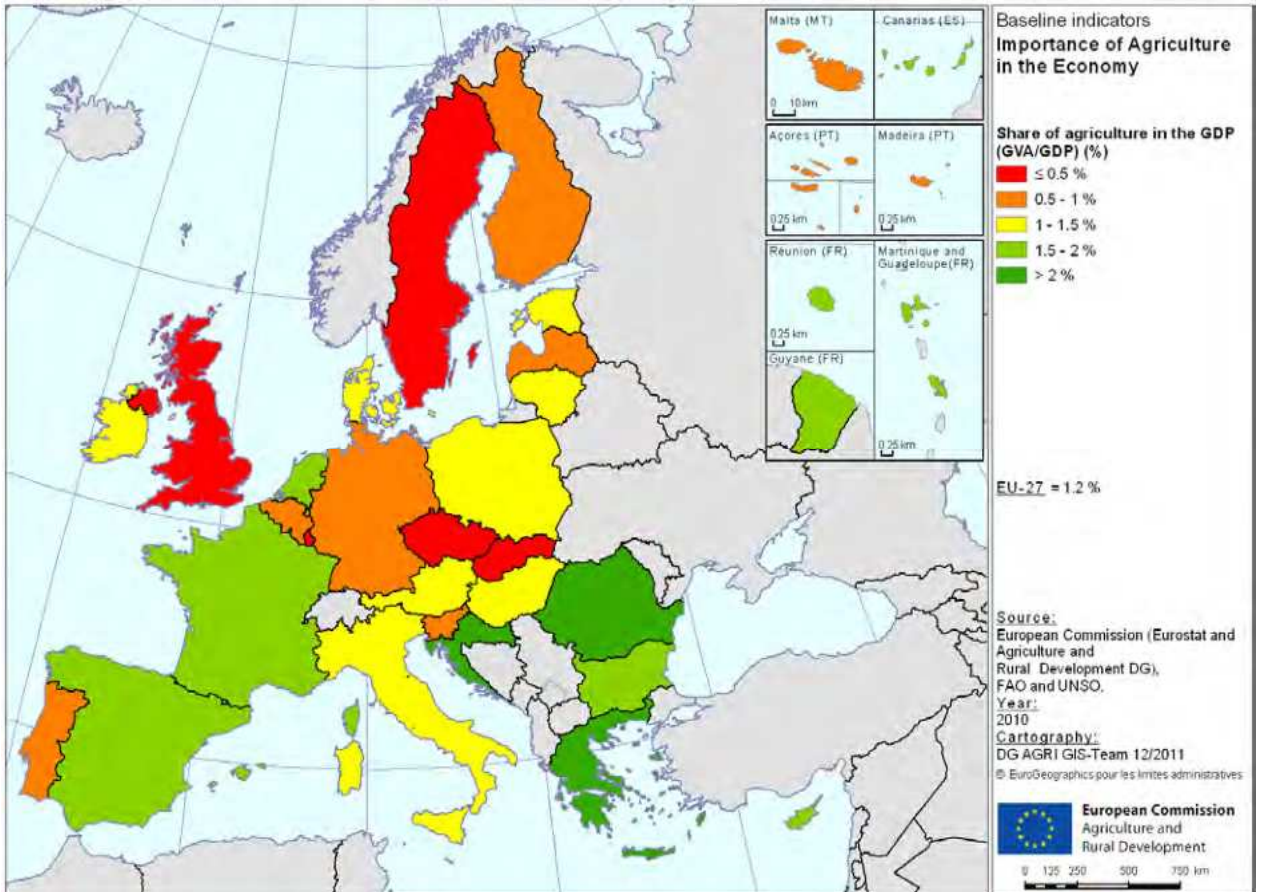 Malta (MT)
0 10 km
Canarias (ES)
Açores (PT)
0 25 km
Madeira (PT)
0 25 km
Réunion (FR)
0 25 km
Martinique and
Guadeloupe(FR)
0 25 km
Guyane (FR)
Baseline indicators
Importance of Agriculture
in the Economy
Share of agriculture in the GDP
(GVA/GDP) (%)
≤ 0.5 %
0.5 - 1 %
1 - 1.5 %
1.5 - 2 %
> 2 %
EU-27 = 1.2 %
Source:
European Commission (Eurostat and
Agriculture and
Rural Development DG),
FAO and UNSO.
Year:
2010
Cartography:
DG AGRI GIS-Team 12/2011
© EuroGeographics pour les limites administratives
European Commission
Agriculture and
Rural Development
0 125 250 500 750 km